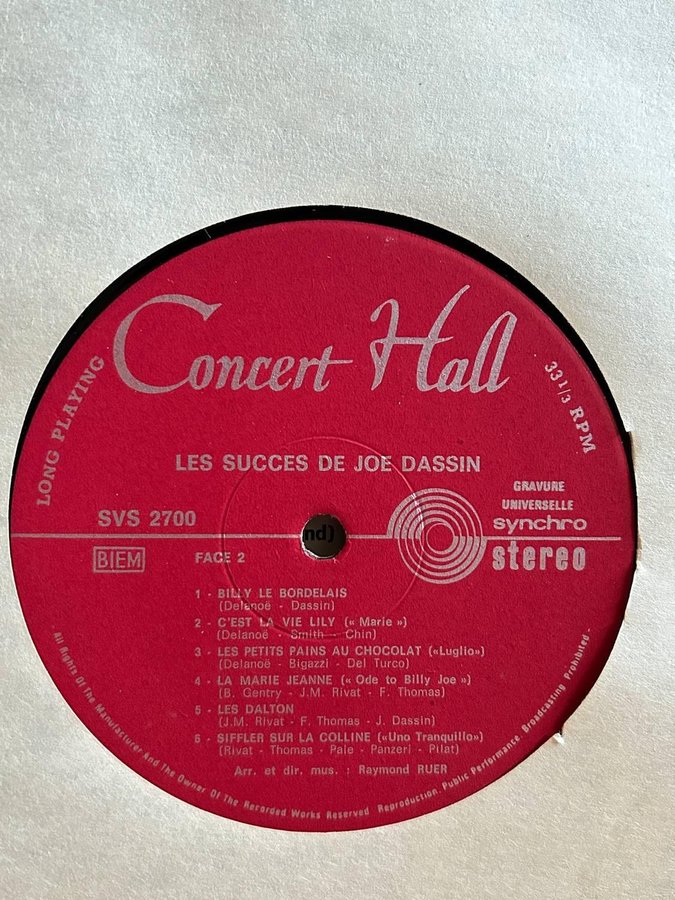 Concert Hall
LONG PLAYING
33 1/3 RPM
LES SUCCES DE JOE DASSIN
GRAVURE
UNIVERSELLE
synchro
stereo
SVS 2700
BIEM
FACE 2
nd)
1 - BILLY LE BORDELAIS
(Delanoë - Dassin)
2 - C'EST LA VIE LILY (« Marie »)
(Delanoë - Smith - Chin)
3 - LES PETITS PAINS AU CHOCOLAT («Luglio»)
(Delanoë - Bigazzi - Del Turco)
4 - LA MARIE JEANNE (« Ode to Billy Joe »)
(B. Gentry - J.M. Rivat - F. Thomas)
5 - LES DALTON
(J.M. Rivat - F. Thomas - J. Dassin)
6 - SIFFLER SUR LA COLLINE («Uno Tranquillo»)
(Rivat - Thomas - Pale - Panzeri - Pilat)
Arr. et dir. mus. : Raymond RUER
All Rights Of The Manufacturer And The Owner Of The Recorded Works Reserved Reproduction, Public Performance, Broadcasting Prohibited -